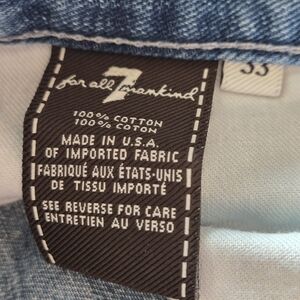 7
for all mankind
33
100% COTTON
100% COTTON
MADE IN U.S.A.
OF IMPORTED FABRIC
FABRIQUÉ AUX ÉTATS-UNIS
DE TISSU IMPORTÉ
SEE REVERSE FOR CARE
ENTRETIEN AU VERSO